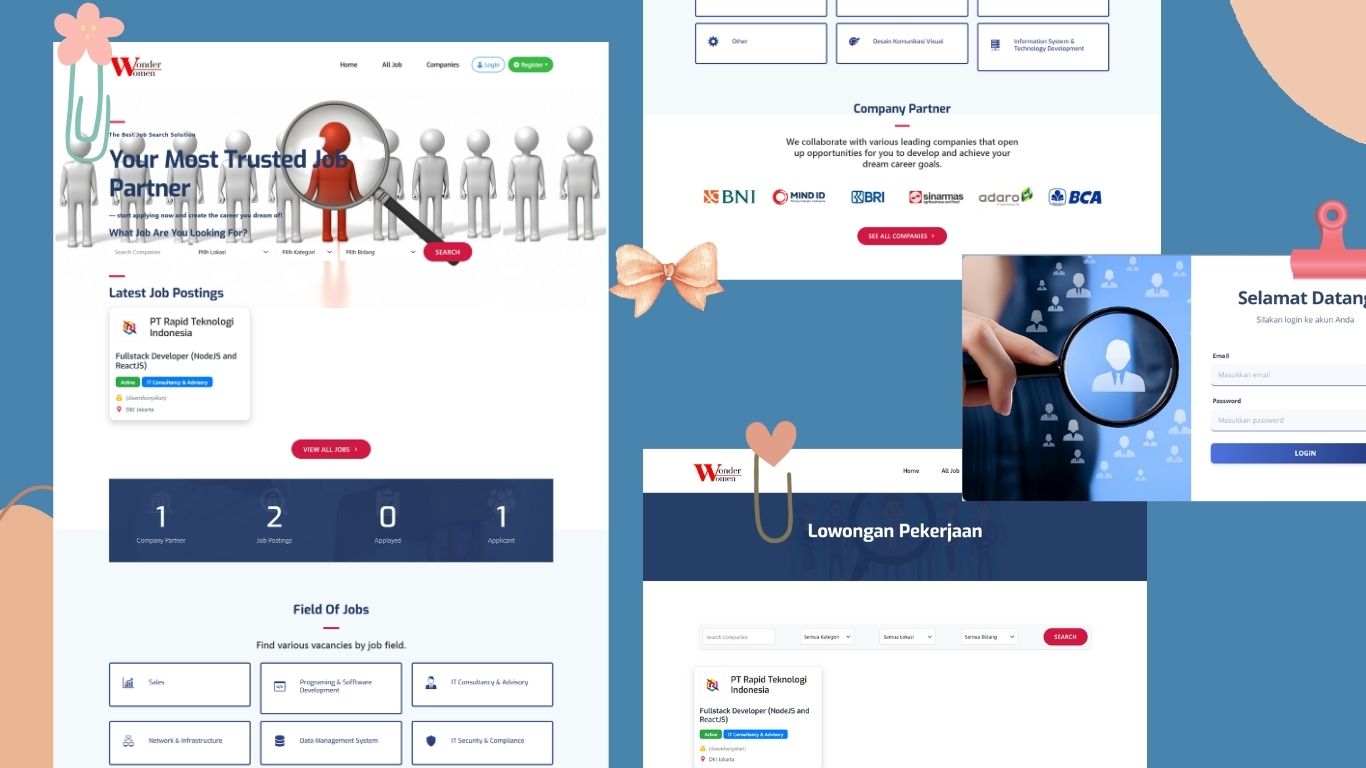 Wonder
Women
Home
All Job
Companies
Login
Register
The Best Job Search Solution
Your Most Trusted Job
Partner
— start applying now and create the career you dream of!
What Job Are You Looking For?
Search Companies
Pilih Lokasi
Pilih Kategori
Pilih Bidang
SEARCH
Latest Job Postings
PT Rapid Teknologi
Indonesia
Fullstack Developer (NodeJS and
ReactJS)
Active
IT Consultancy & Advisory
(disembunyikan)
DKI Jakarta
VIEW ALL JOBS
1
2
0
1
Company Partner
Job Postings
Applayed
Applicant
Field Of Jobs
Find various vacancies by job field.
Sales
Programing & Sofftware
Development
IT Consultancy & Advisory
Network & Infrastructure
Data Management System
IT Security & Compliance
Other
Desain Komunikasi Visual
Information System &
Technology Development
Company Partner
We collaborate with various leading companies that open
up opportunities for you to develop and achieve your
dream career goals.
BNI
MIND ID
BRI
sinarmas
adaro
BCA
SEE ALL COMPANIES
Selamat Datang
Silakan login ke akun Anda
Email
Masukkan email
Password
Masukkan password
LOGIN
Wonder
Women
Home
All Job
Lowongan Pekerjaan
Search Companies
Semua Kategori
Semua Lokasi
Semua Bidang
SEARCH
PT Rapid Teknologi
Indonesia
Fullstack Developer (NodeJS and
ReactJS)
Active
IT Consultancy & Advisory
(disembunyikan)
DKI Jakarta